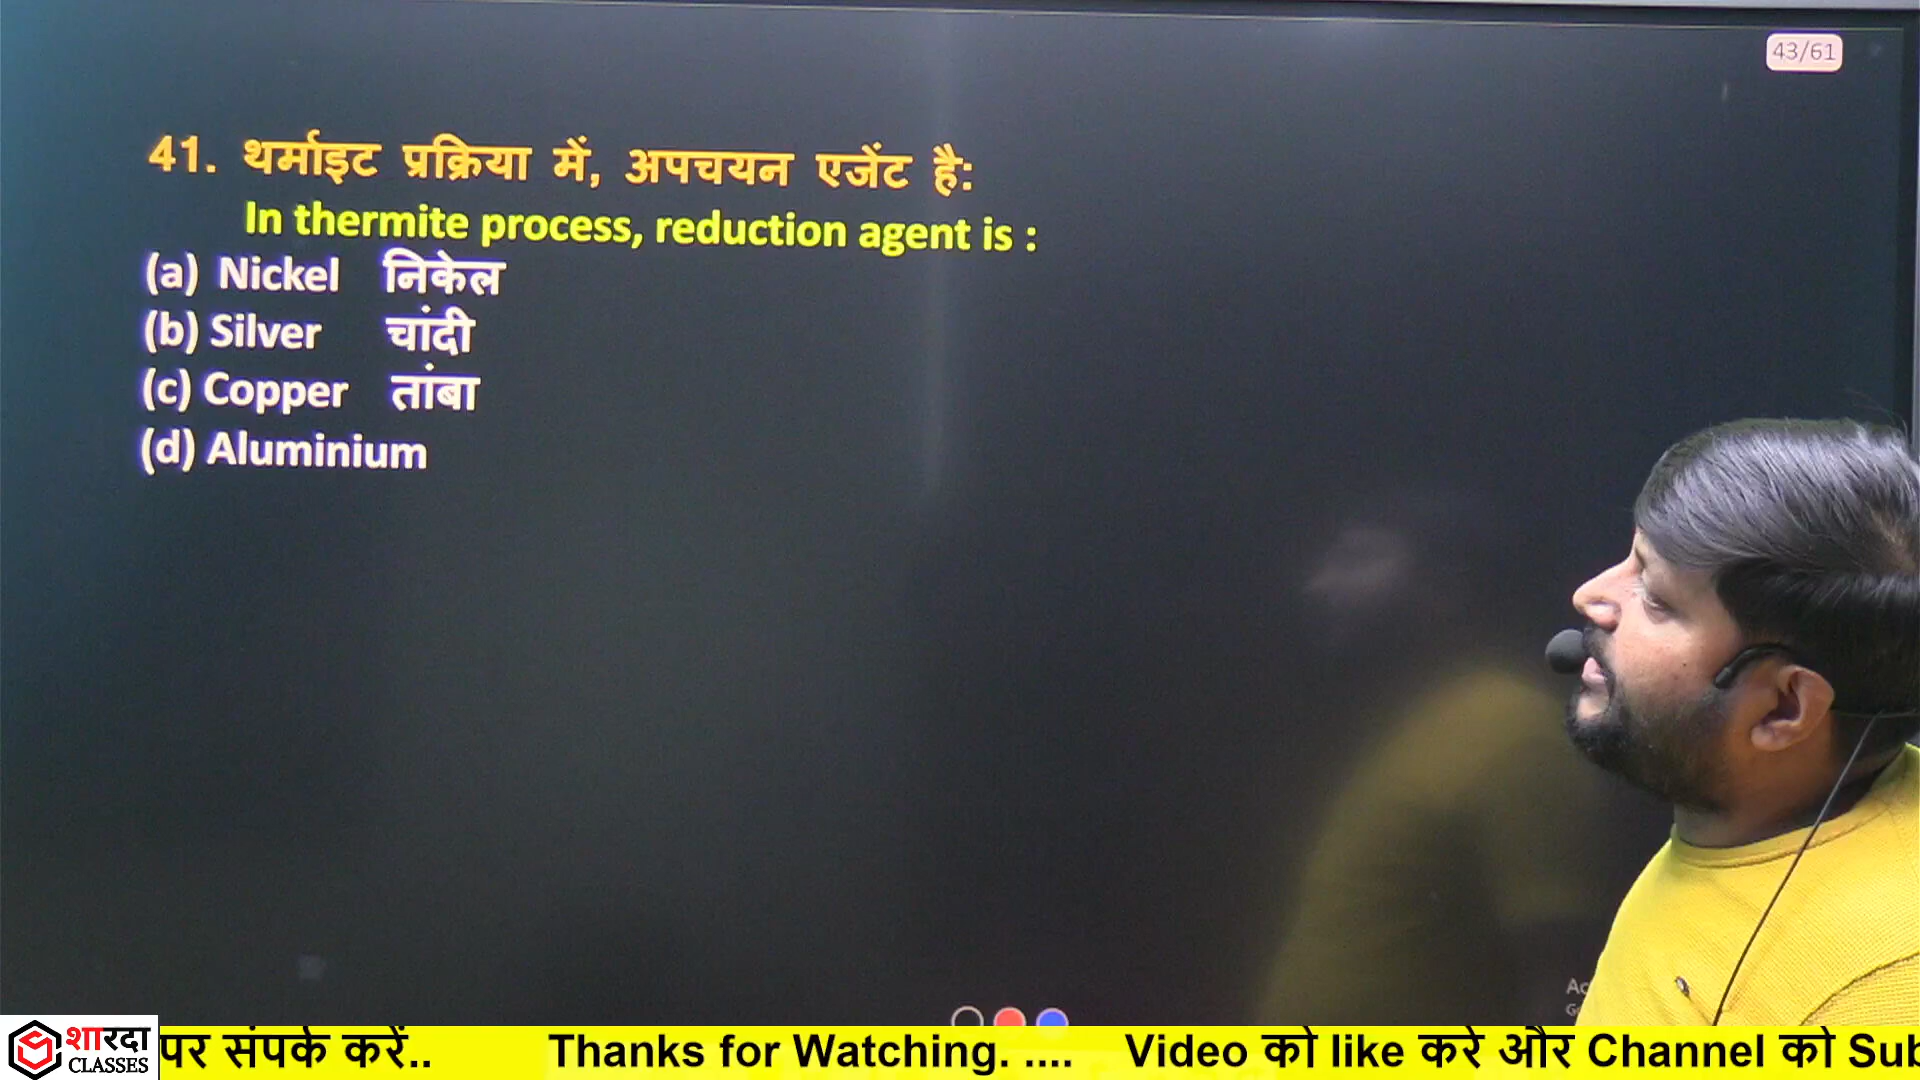 43/61
41. थर्माइट प्रक्रिया में, अपचयन एजेंट है:
In thermite process, reduction agent is :
(a) Nickel निकेल
(b) Silver चांदी
(c) Copper तांबा
(d) Aluminium
शारदा
CLASSES
पर संपर्क करें.. Thanks for Watching. .... Video को like करे और Channel को Sub